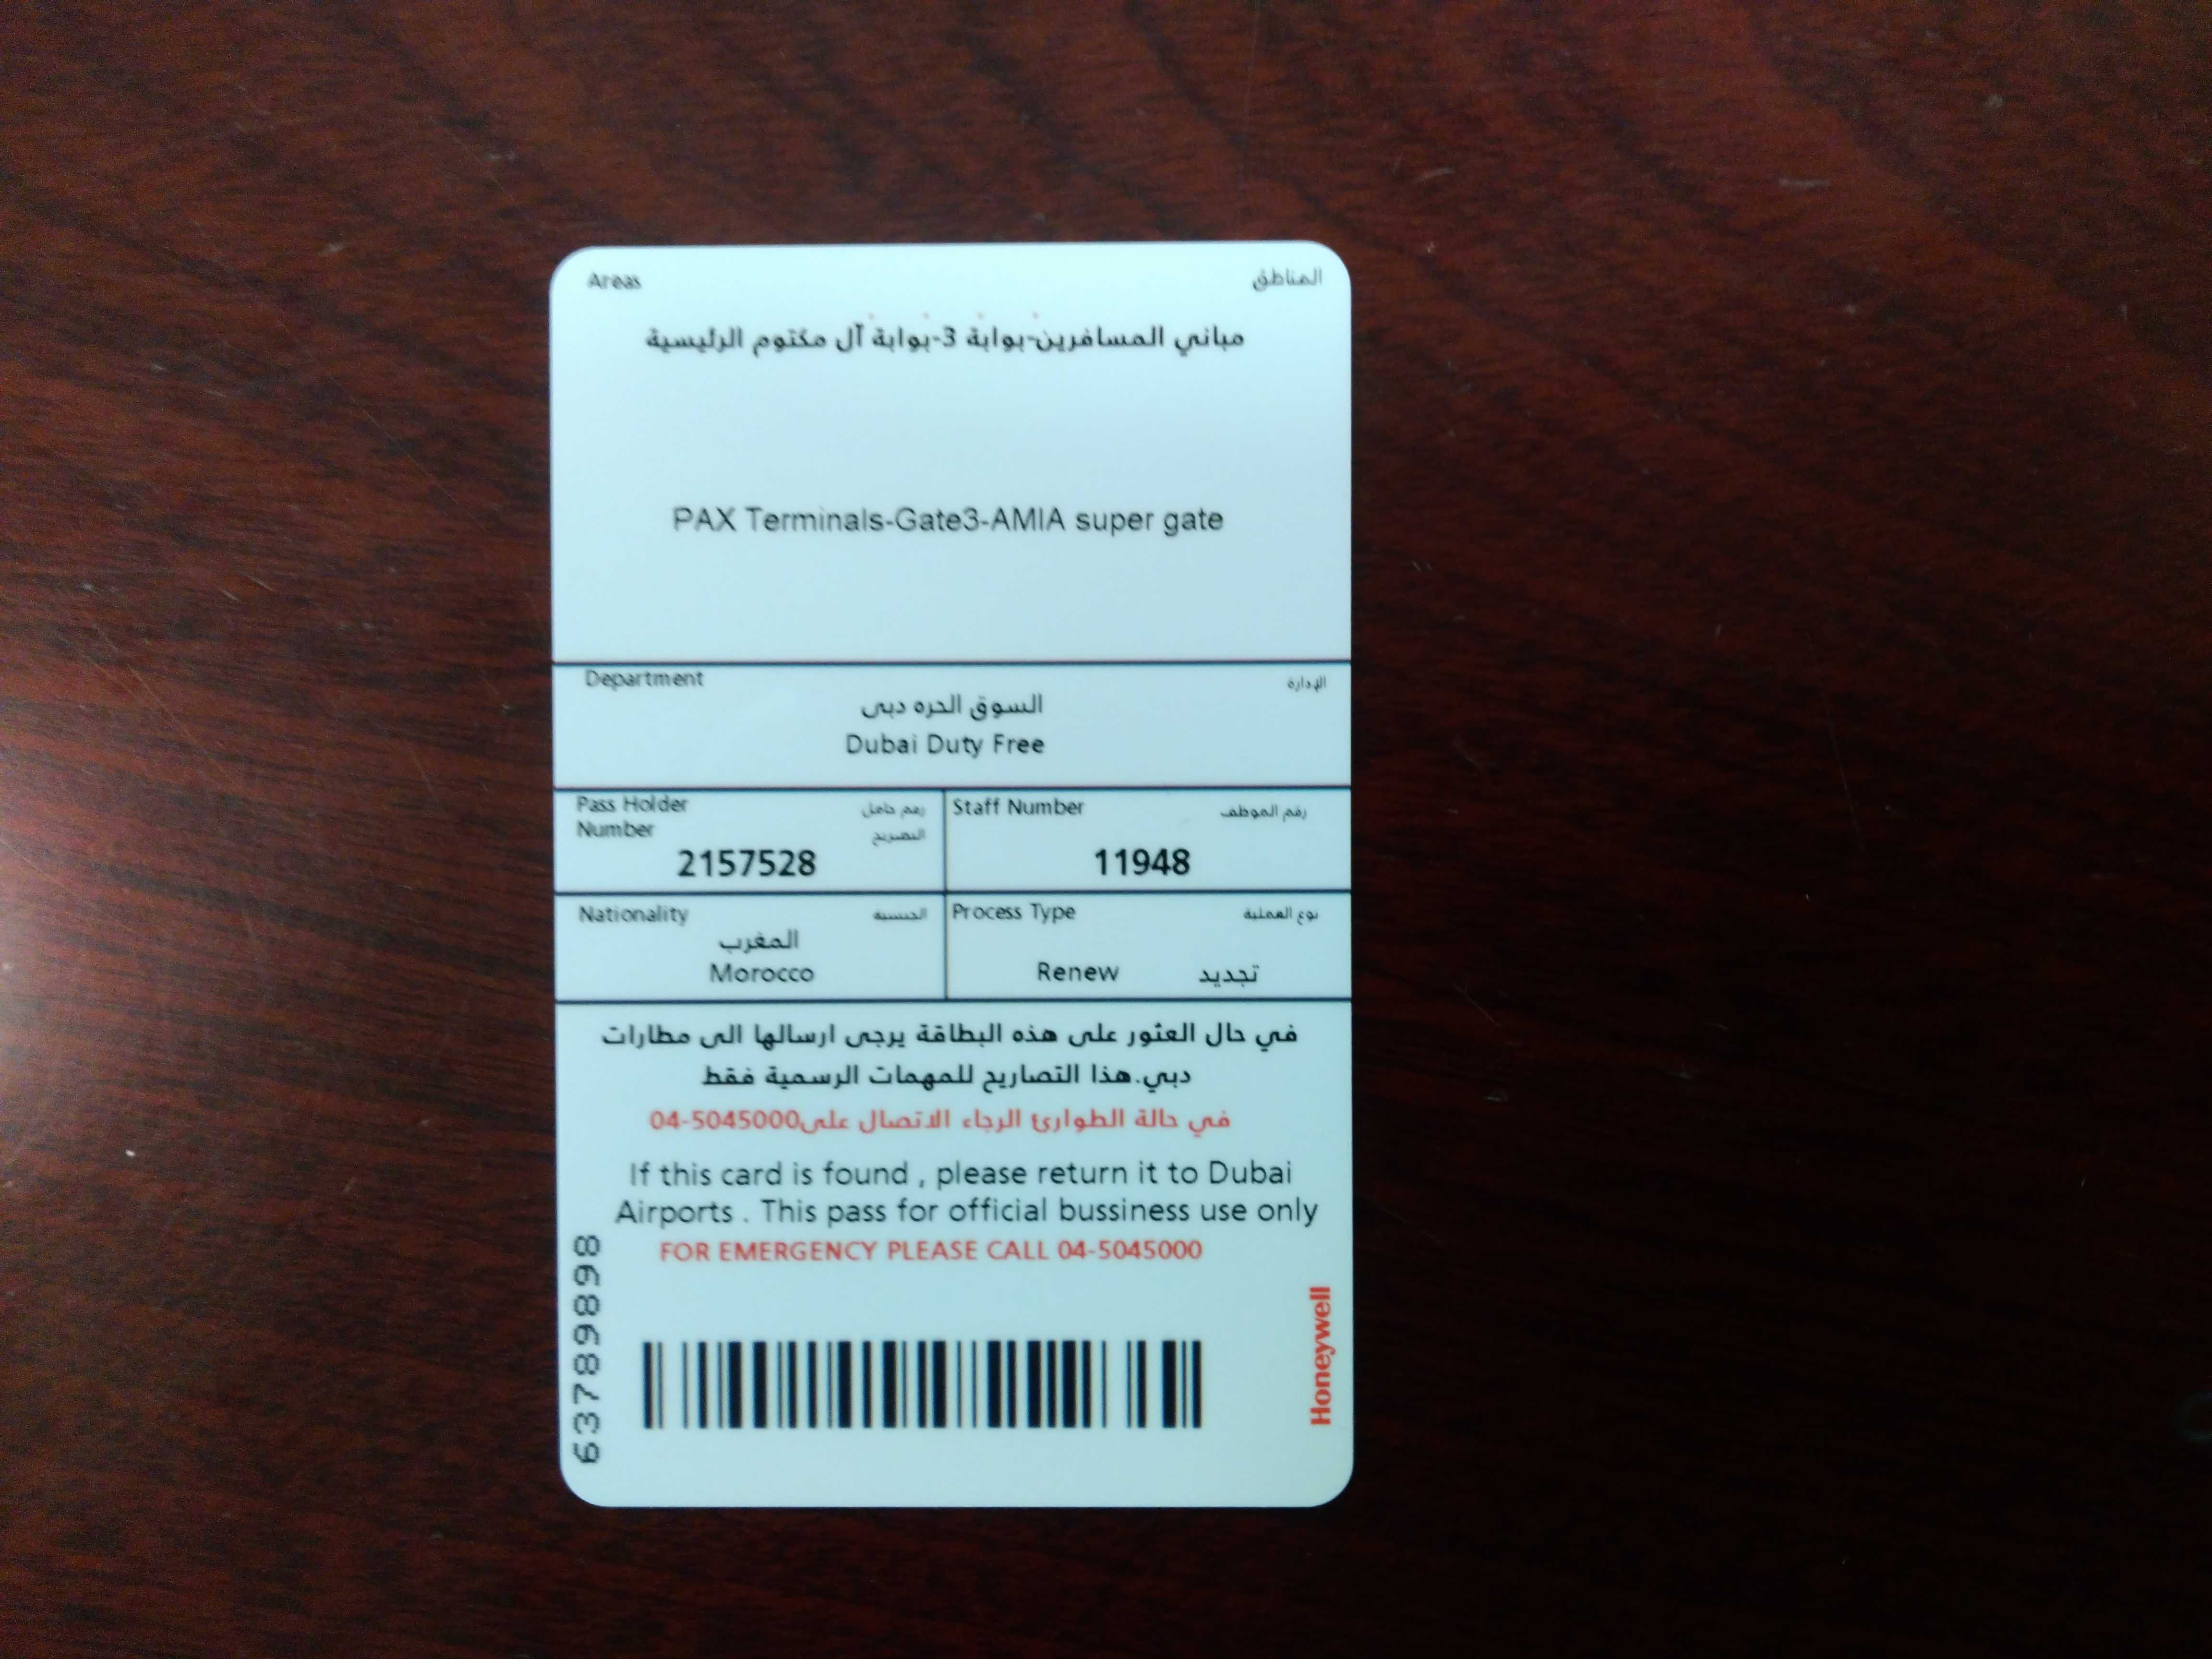 Areas المناطق
مباني المسافرين-بوابة 3-بوابة آل مكتوم الرئيسية
PAX Terminals-Gate3-AMIA super gate
Department الإدارة
السوق الحره دبى
Dubai Duty Free
Pass Holder رقم حامل
Number التصريح
2157528
Staff Number رقم الموظف
11948
Nationality الجنسية
المغرب
Morocco
Process Type نوع العملية
Renew تجديد
في حال العثور على هذه البطاقة يرجى ارسالها الى مطارات
دبي.هذا التصاريح للمهمات الرسمية فقط
في حالة الطوارئ الرجاء الاتصال على04-5045000
If this card is found , please return it to Dubai
Airports . This pass for official bussiness use only
FOR EMERGENCY PLEASE CALL 04-5045000
63789868
Honeywell